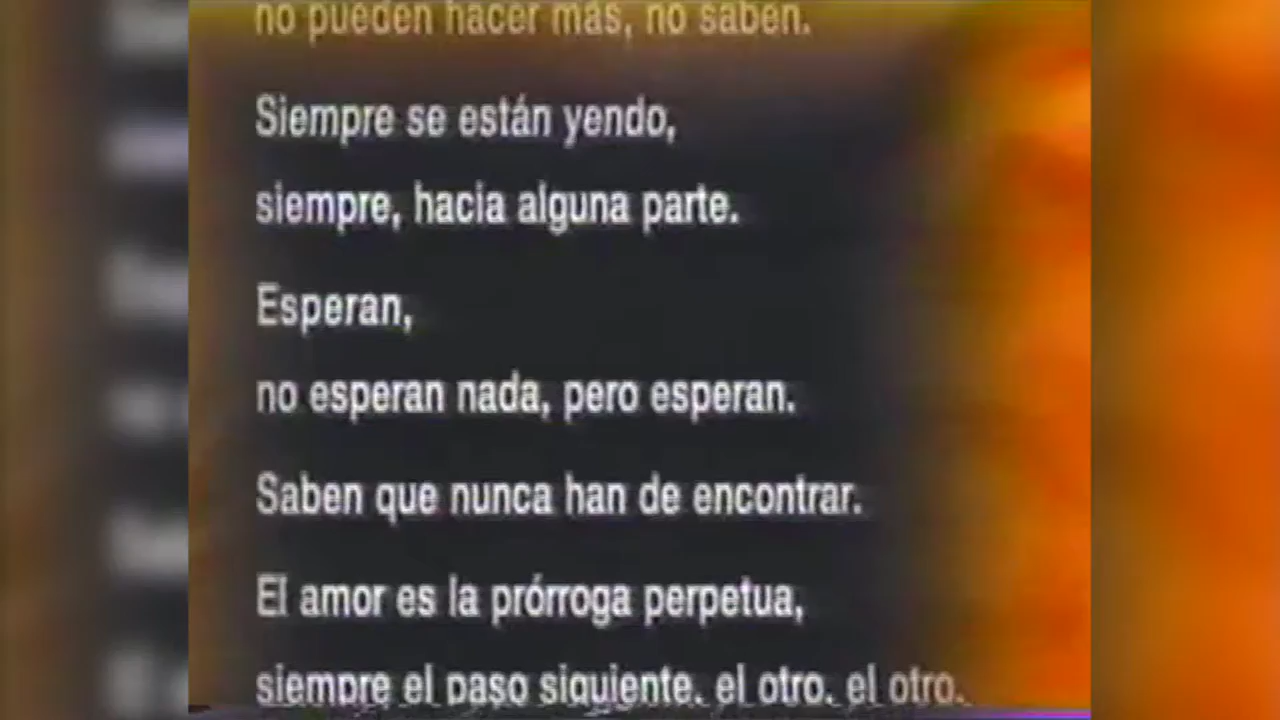 no pueden hacer más, no saben.
Siempre se están yendo,
siempre, hacia alguna parte.
Esperan,
no esperan nada, pero esperan.
Saben que nunca han de encontrar.
El amor es la prórroga perpetua,
siempre el paso siguiente, el otro, el otro.